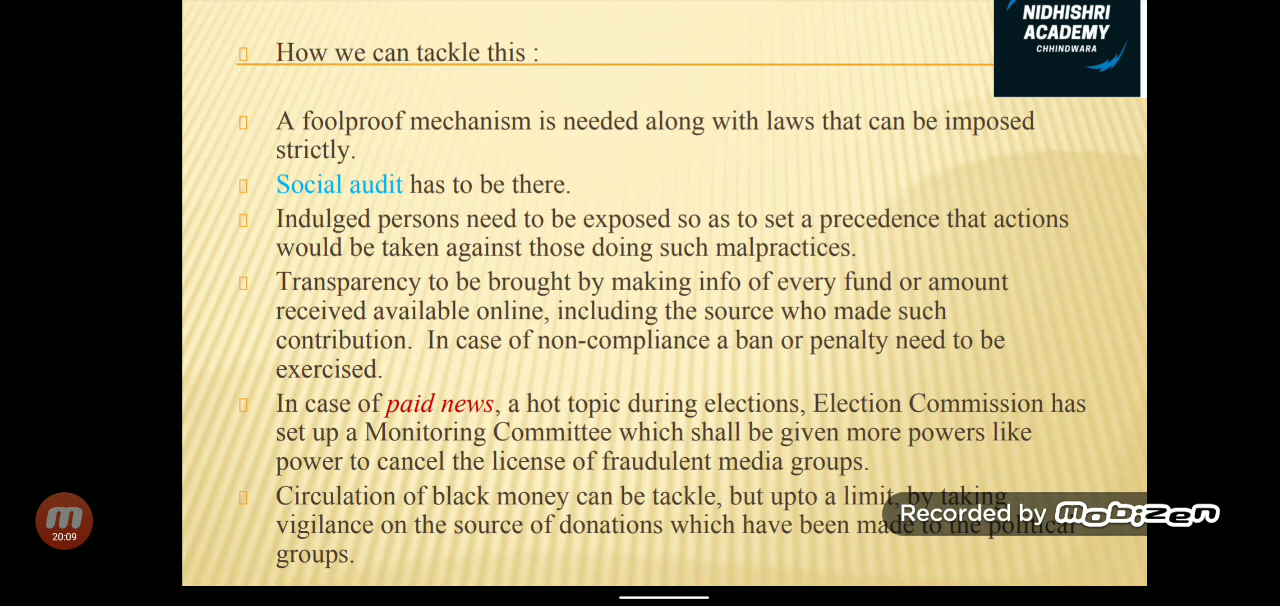 NIDHISHRI
ACADEMY
CHHINDWARA
How we can tackle this :
A foolproof mechanism is needed along with laws that can be imposed
strictly.
Social audit has to be there.
Indulged persons need to be exposed so as to set a precedence that actions
would be taken against those doing such malpractices.
Transparency to be brought by making info of every fund or amount
received available online, including the source who made such
contribution.  In case of non-compliance a ban or penalty need to be
exercised.
In case of paid news, a hot topic during elections, Election Commission has
set up a Monitoring Committee which shall be given more powers like
power to cancel the license of fraudulent media groups.
Circulation of black money can be tackle, but upto a limit, by taking
vigilance on the source of donations which have been made to the political
groups.
Recorded by mobizen
m
20:09